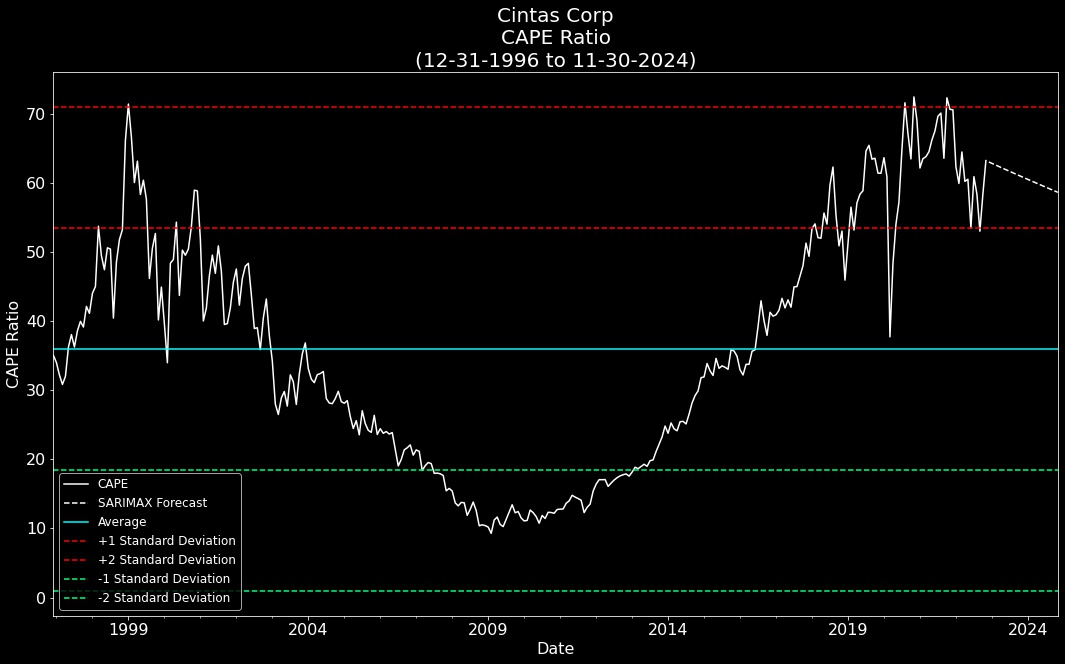 Cintas Corp
CAPE Ratio
(12-31-1996 to 11-30-2024)
CAPE Ratio
70
60
50
40
30
20
10
0
CAPE
SARIMAX Forecast
Average
+1 Standard Deviation
+2 Standard Deviation
-1 Standard Deviation
-2 Standard Deviation
1999
2004
2009
2014
2019
2024
Date